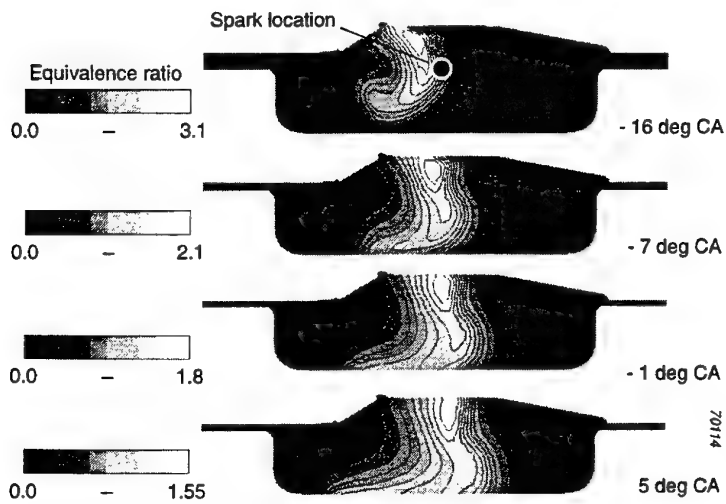 Spark location
Equivalence ratio
0.0 – 3.1
- 16 deg CA
0.0 – 2.1
- 7 deg CA
0.0 – 1.8
- 1 deg CA
70114
0.0 – 1.55
5 deg CA